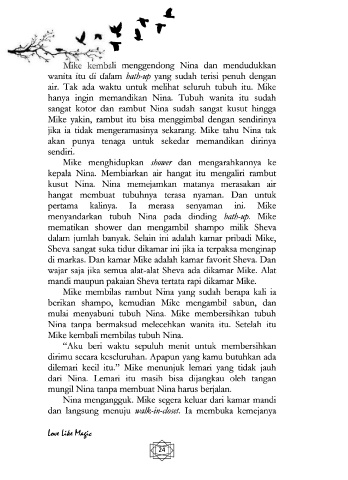 Mike kembali menggendong Nina dan mendudukkan
wanita itu di dalam bath-up yang sudah terisi penuh dengan
air. Tak ada waktu untuk melihat seluruh tubuh itu. Mike
hanya ingin memandikan Nina. Tubuh wanita itu sudah
sangat kotor dan rambut Nina sudah sangat kusut hingga
Mike yakin, rambut itu bisa menggimbal dengan sendirinya
jika ia tidak mengeramasinya sekarang. Mike tahu Nina tak
akan punya tenaga untuk sekedar memandikan dirinya
sendiri.
Mike menghidupkan shower dan mengarahkannya ke
kepala Nina. Membiarkan air hangat itu mengaliri rambut
kusut Nina. Nina memejamkan matanya merasakan air
hangat membuat tubuhnya terasa nyaman. Dan untuk
pertama kalinya. Ia merasa senyaman ini. Mike
menyandarkan tubuh Nina pada dinding bath-up. Mike
mematikan shower dan mengambil shampo milik Sheva
dalam jumlah banyak. Selain ini adalah kamar pribadi Mike,
Sheva sangat suka tidur dikamar ini jika ia terpaksa menginap
di markas. Dan kamar Mike adalah kamar favorit Sheva. Dan
wajar saja jika semua alat-alat Sheva ada dikamar Mike. Alat
mandi maupun pakaian Sheva tertata rapi dikamar Mike.
Mike membilas rambut Nina yang sudah berapa kali ia
berikan shampo, kemudian Mike mengambil sabun, dan
mulai menyabuni tubuh Nina. Mike membersihkan tubuh
Nina tanpa bermaksud melecehkan wanita itu. Setelah itu
Mike kembali membilas tubuh Nina.
“Aku beri waktu sepuluh menit untuk membersihkan
dirimu secara keseluruhan. Apapun yang kamu butuhkan ada
dilemari kecil itu.” Mike menunjuk lemari yang tidak jauh
dari Nina. Lemari itu masih bisa dijangkau oleh tangan
mungil Nina tanpa membuat Nina harus berjalan.
Nina mengangguk. Mike segera keluar dari kamar mandi
dan langsung menuju walk-in-closet. Ia membuka kemejanya
Love Like Magic
24